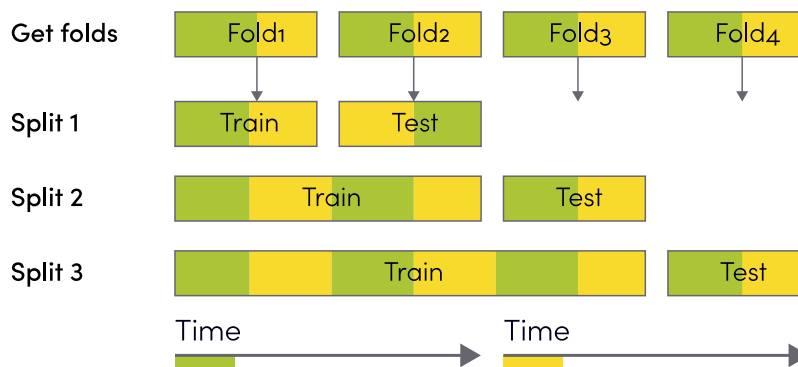 Get folds Fold1 Fold2 Fold3 Fold4
Split 1 Train Test
Split 2 Train Test
Split 3 Train Test
Time Time